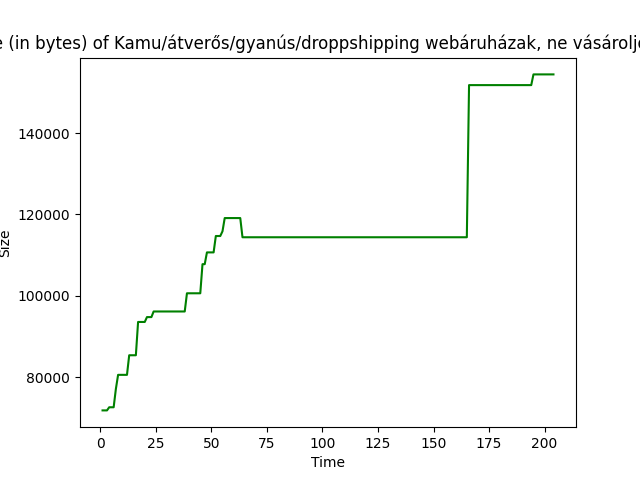 (in bytes) of Kamu/átverős/gyanús/droppshipping webáruházak, ne
140000
120000
100000
80000
Size
0 25 50 75 100 125 150 175 200
Time